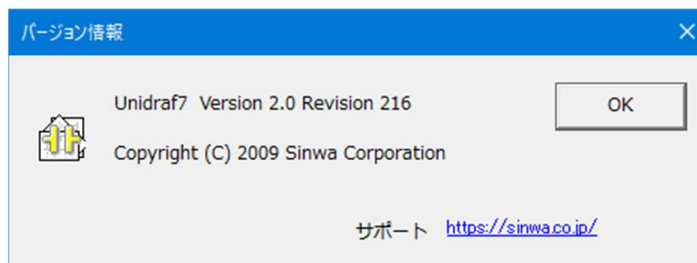 バージョン情報
Unidraf7 Version 2.0 Revision 216
OK
Copyright (C) 2009 Sinwa Corporation
サポート https://sinwa.co.jp/